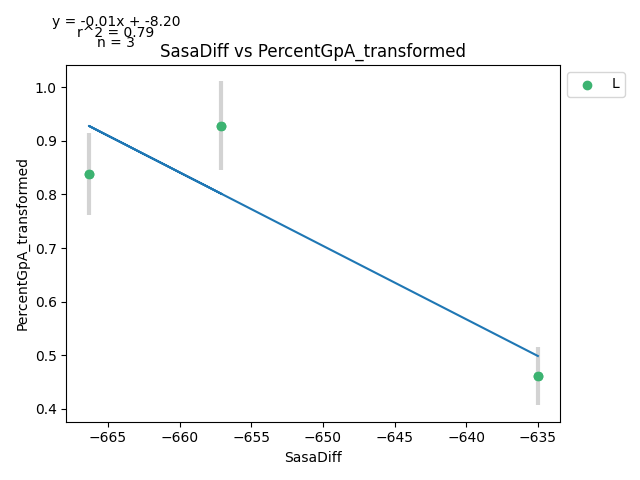 y = -0.01x + -8.20
r^2 = 0.79
n = 3
SasaDiff vs PercentGpA_transformed
L
PercentGpA_transformed
1.0
0.9
0.8
0.7
0.6
0.5
0.4
−665
−660
−655
−650
−645
−640
−635
SasaDiff